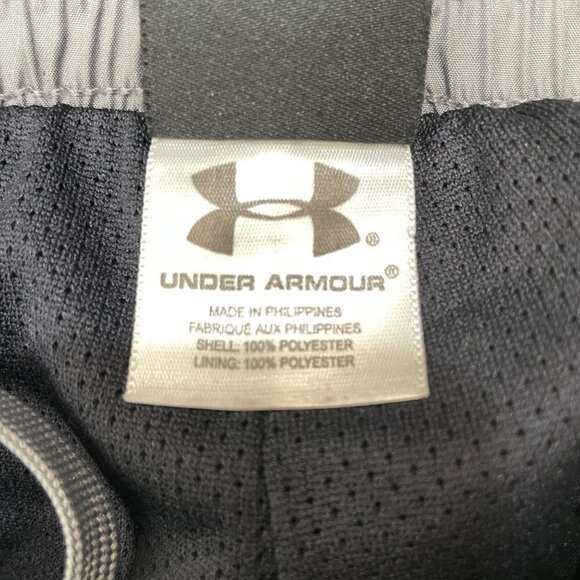 ®
UNDER ARMOUR®
MADE IN PHILIPPINES
FABRIQUÉ AUX PHILIPPINES
SHELL: 100% POLYESTER
LINING: 100% POLYESTER